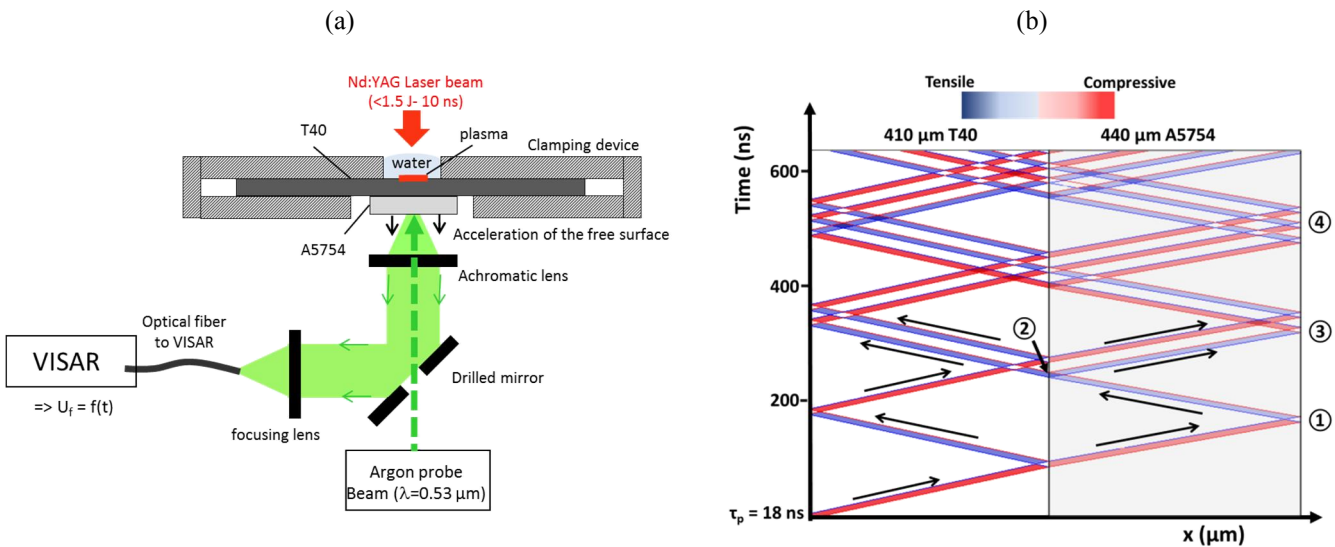 (a)
Nd:YAG Laser beam
(<1.5 J- 10 ns)
T40
plasma
water
Clamping device
A5754
Acceleration of the free surface
Achromatic lens
Optical fiber
to VISAR
VISAR
=> U_f = f(t)
Drilled mirror
focusing lens
Argon probe
Beam (λ=0.53 µm)
(b)
Tensile
Compressive
410 µm T40
440 µm A5754
Time (ns)
600
400
200
τ_p = 18 ns
x (µm)
②
④
③
①